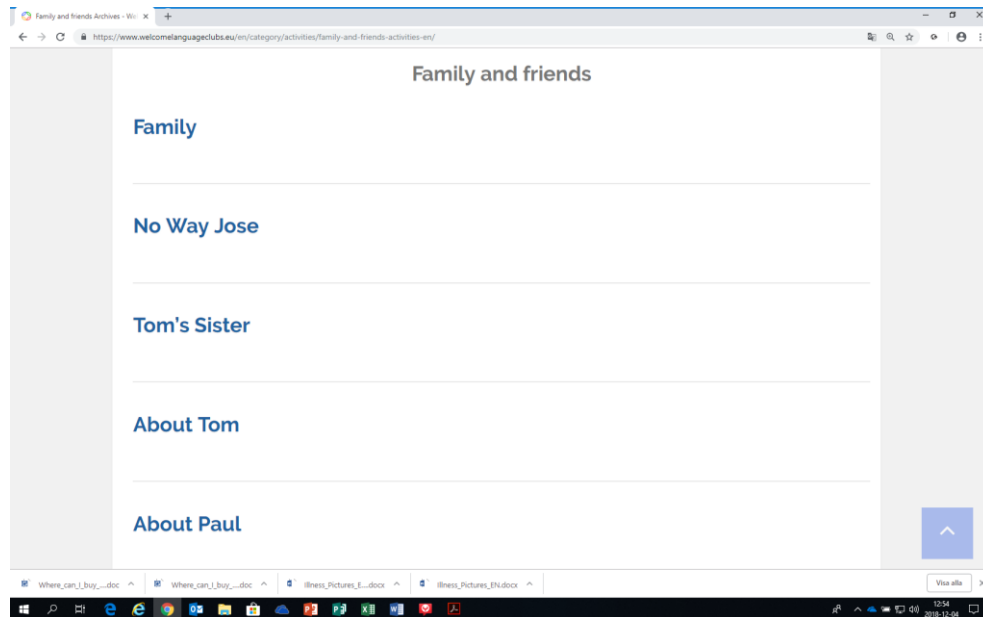 Family and friends Archives - Wel
https://www.welcomelanguageclubs.eu/en/category/activities/family-and-friends-activities-en/
Family and friends
Family
No Way Jose
Tom's Sister
About Tom
About Paul
Where_can_I_buy_....doc
Where_can_I_buy_....doc
Illness_Pictures_E....docx
Illness_Pictures_EN.docx
Visa alla
12:54
2018-12-04